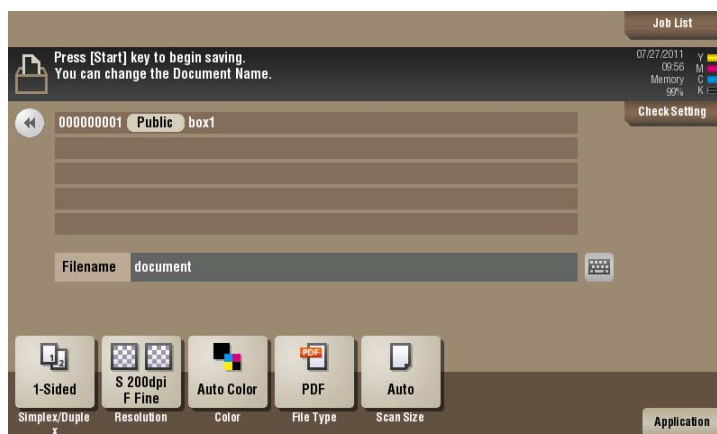 Job List
Press [Start] key to begin saving.
You can change the Document Name.
07/27/2011
09:56
Memory
99%
Y
M
C
K
Check Setting
000000001 Public box1
Filename document
1 2
1-Sided
S 200dpi
F Fine
Auto Color
PDF
PDF
Auto
Simplex/Duple
x
Resolution
Color
File Type
Scan Size
Application